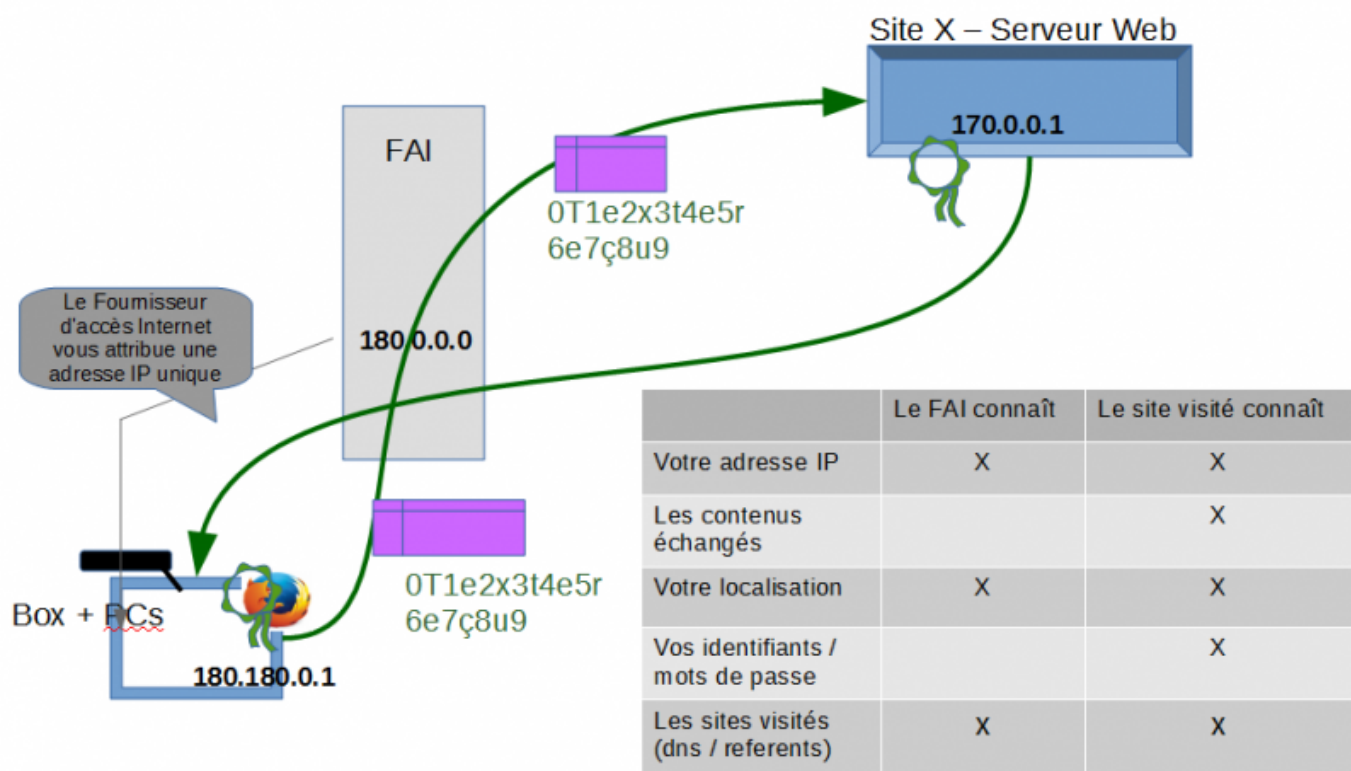 Site X – Serveur Web
170.0.0.1
FAI
0T1e2x3t4e5r
6e7ç8u9
180.0.0.0
Le Fournisseur
d'accès Internet
vous attribue une
adresse IP unique
0T1e2x3t4e5r
6e7ç8u9
Box + PCs
180.180.0.1
Le FAI connaît
Le site visité connaît
Votre adresse IP
X
X
Les contenus
échangés
X
Votre localisation
X
X
Vos identifiants /
mots de passe
X
Les sites visités
(dns / referents)
X
X